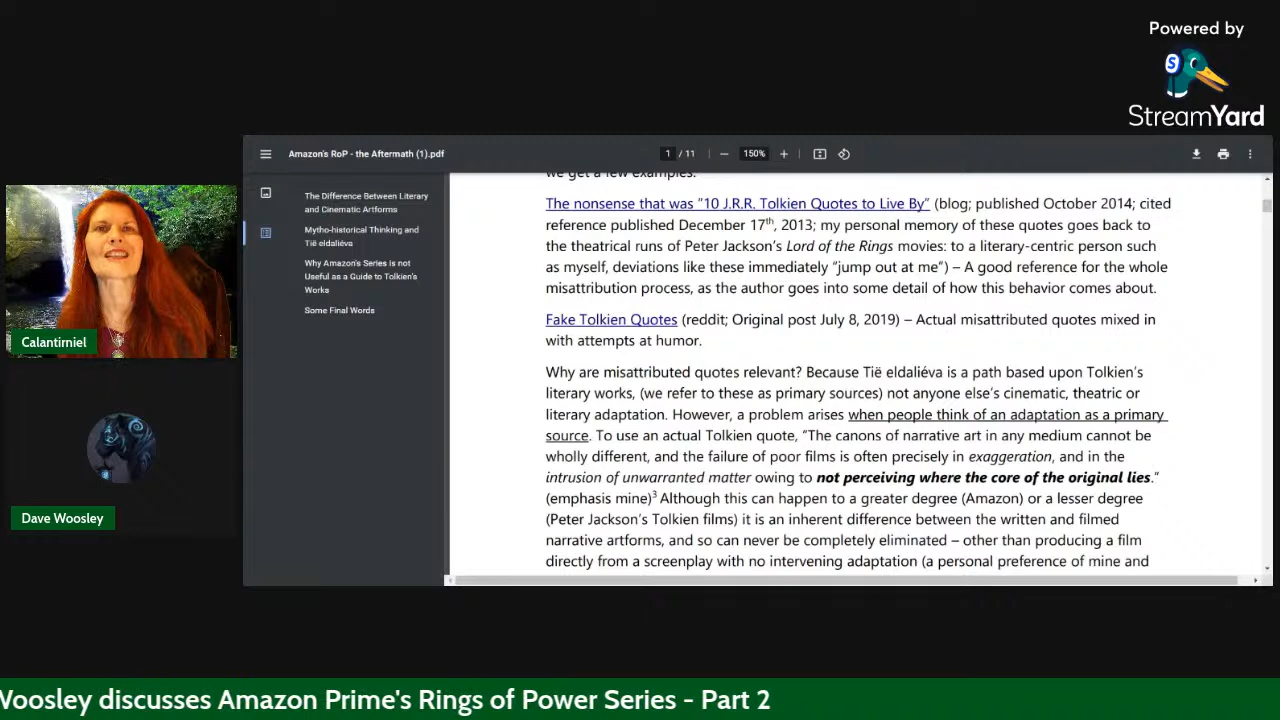 Powered by
S
StreamYard
Amazon's RoP - the Aftermath (1).pdf
1 / 11
150%
The Difference Between Literary
and Cinematic Artforms
Mytho-historical Thinking and
Tië eldaliéva
Why Amazon's Series is not
Useful as a Guide to Tolkien's
Works
Some Final Words
we get a few examples.
The nonsense that was “10 J.R.R. Tolkien Quotes to Live By” (blog; published October 2014; cited
reference published December 17th, 2013; my personal memory of these quotes goes back to
the theatrical runs of Peter Jackson’s Lord of the Rings movies: to a literary-centric person such
as myself, deviations like these immediately “jump out at me”) – A good reference for the whole
misattribution process, as the author goes into some detail of how this behavior comes about.
Fake Tolkien Quotes (reddit; Original post July 8, 2019) – Actual misattributed quotes mixed in
with attempts at humor.
Why are misattributed quotes relevant? Because Tië eldaliéva is a path based upon Tolkien’s
literary works, (we refer to these as primary sources) not anyone else’s cinematic, theatric or
literary adaptation. However, a problem arises when people think of an adaptation as a primary
source. To use an actual Tolkien quote, “The canons of narrative art in any medium cannot be
wholly different, and the failure of poor films is often precisely in exaggeration, and in the
intrusion of unwarranted matter owing to not perceiving where the core of the original lies.”
(emphasis mine)3 Although this can happen to a greater degree (Amazon) or a lesser degree
(Peter Jackson’s Tolkien films) it is an inherent difference between the written and filmed
narrative artforms, and so can never be completely eliminated – other than producing a film
directly from a screenplay with no intervening adaptation (a personal preference of mine and
Calantirniel
Dave Woosley
Woosley discusses Amazon Prime's Rings of Power Series - Part 2